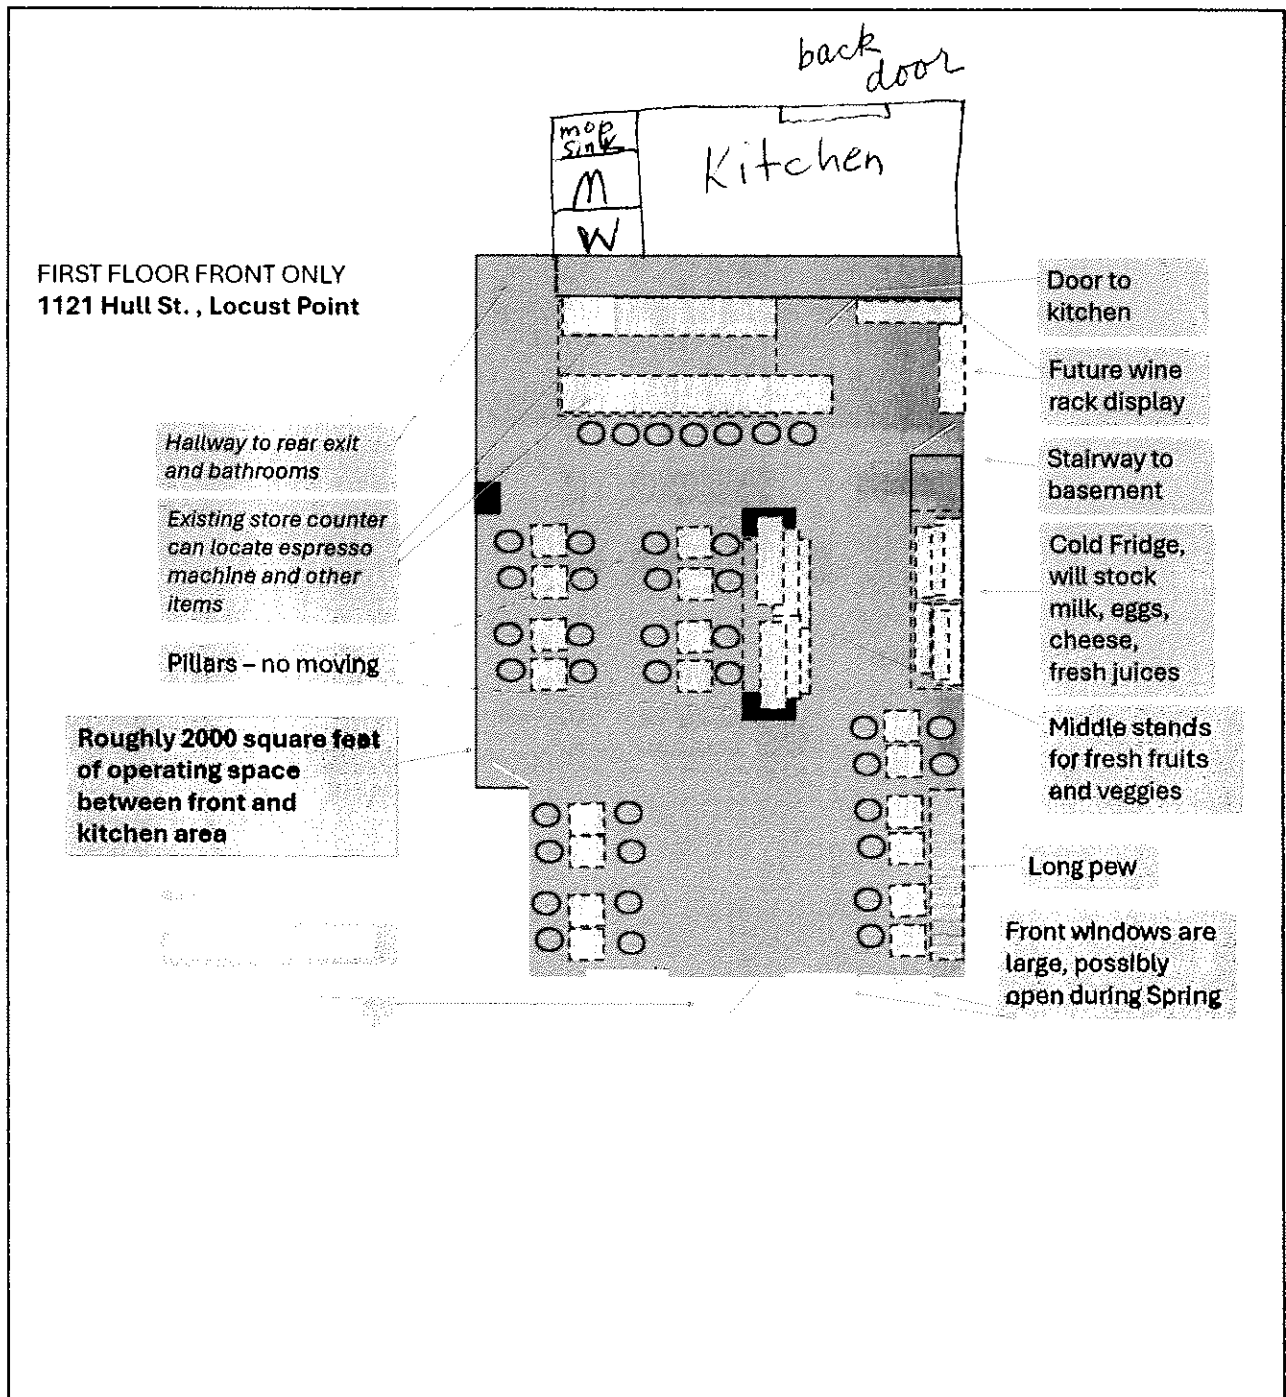 back
door
mop
sink
Kitchen
M
W
FIRST FLOOR FRONT ONLY
1121 Hull St. , Locust Point
Door to
kitchen
Future wine
rack display
Hallway to rear exit
and bathrooms
Stairway to
basement
Existing store counter
can locate espresso
machine and other
items
Cold Fridge,
will stock
milk, eggs,
cheese,
fresh juices
Pillars – no moving
Roughly 2000 square feet
of operating space
between front and
kitchen area
Middle stands
for fresh fruits
and veggies
Long pew
Front windows are
large, possibly
open during Spring